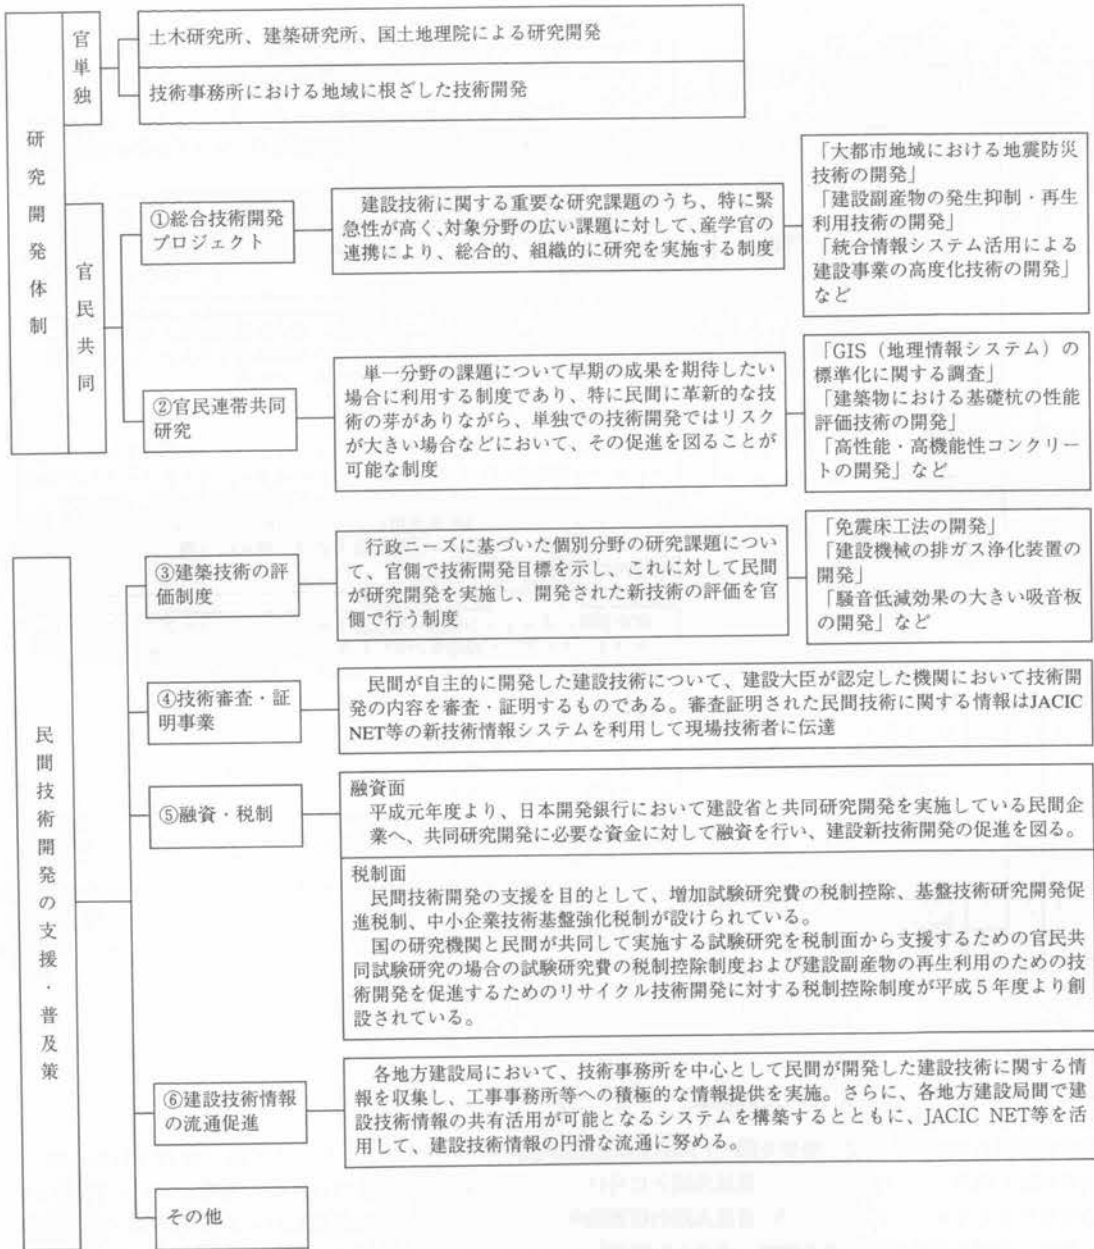 研究開発体制
官単独
土木研究所、建築研究所、国土地理院による研究開発
技術事務所における地域に根ざした技術開発
官民共同
①総合技術開発
プロジェクト
建設技術に関する重要な研究課題のうち、特に緊
急性が高く、対象分野の広い課題に対して、産学官の
の連携により、総合的、組織的に研究を実施する制度
「大都市地域における地震防災
技術の開発」
「建設副産物の発生抑制・再生
利用技術の開発」
「統合情報システム活用による
建設事業の高度化技術の開発」
など
②官民連帯共同
研究
単一分野の課題について早期の成果を期待したい
場合に利用する制度であり、特に民間に革新的な技
術の芽がありながら、単独での技術開発ではリスク
が大きい場合などにおいて、その促進を図ることが
可能な制度
「GIS（地理情報システム）の
標準化に関する調査」
「建築物における基礎杭の性能
評価技術の開発」
「高性能・高機能性コンクリー
トの開発」など
民間技術開発の支援・普及策
③建築技術の評
価制度
行政ニーズに基づいた個別分野の研究課題につい
て、官側で技術開発目標を示し、これに対して民間
が研究開発を実施し、開発された新技術の評価を官
側で行う制度
「免震床工法の開発」
「建設機械の排ガス浄化装置の
開発」
「騒音低減効果の大きい吸音板
の開発」など
④技術審査・証
明事業
民間が自主的に開発した建設技術について、建設大臣が認定した機関において技術開
発の内容を審査・証明するものである。審査証明された民間技術に関する情報はJACIC
NET等の新技術情報システムを利用して現場技術者に伝達
⑤融資・税制
融資面
平成元年度より、日本開発銀行において建設省と共同研究開発を実施している民間企
業へ、共同研究開発に必要な資金に対して融資を行い、建設新技術開発の促進を図る。
税制面
民間技術開発の支援を目的として、増加試験研究費の税制控除、基盤技術研究開発促
進税制、中小企業技術基盤強化税制が設けられている。
国の研究機関と民間が共同して実施する試験研究を税制面から支援するための官民共
同試験研究の場合の試験研究費の税制控除制度および建設副産物の再生利用のための技
術開発を促進するためのリサイクル技術開発に対する税制控除制度が平成５年度より創
設されている。
⑥建設技術情報
の流通促進
各地方建設局において、技術事務所を中心として民間が開発した建設技術に関する情
報を収集し、工事事務所等への積極的な情報提供を実施。さらに、各地方建設局間で建
設技術情報の共有活用が可能となるシステムを構築するとともに、JACIC NET等を活
用して、建設技術情報の円滑な流通に努める。
その他